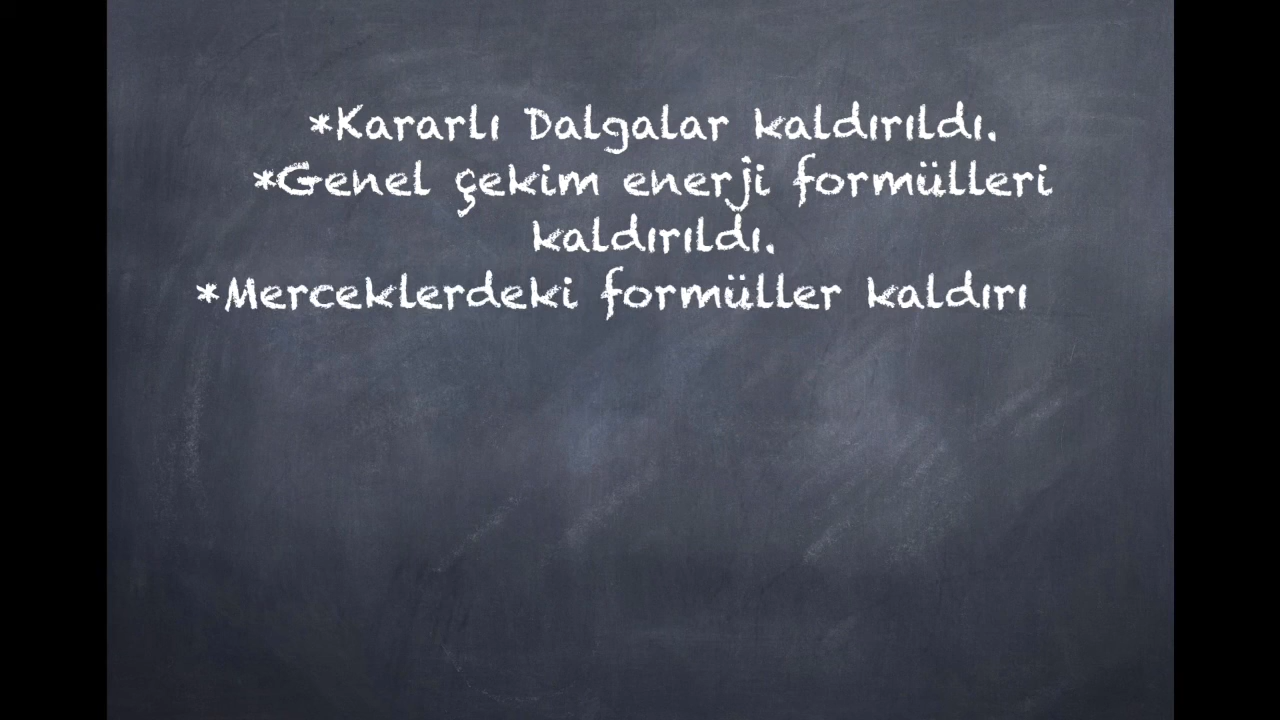 *Kararlı Dalgalar kaldırıldı.
*Genel çekim enerji formülleri
kaldırıldı.
*Merceklerdeki formüller kaldırı